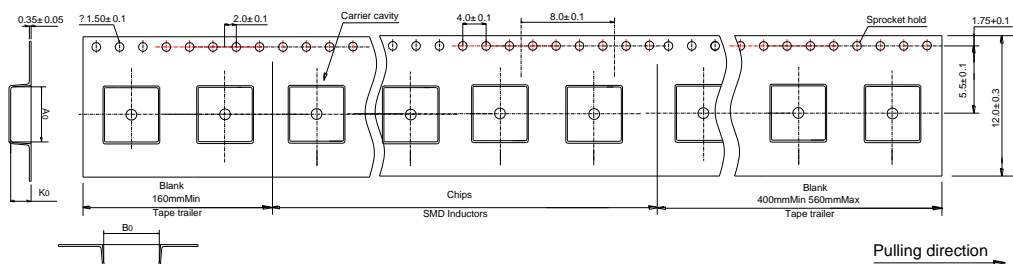 0.35±0.05
? 1.50±0.1
2.0±0.1
Carrier cavity
4.0±0.1
8.0±0.1
Sprocket hold
1.75+0.1
5.5±0.1
12.0±0.3
A0
K0
Blank
160mmMin
Tape trailer
Chips
SMD Inductors
Blank
400mmMin 560mmMax
Tape trailer
B0
Pulling direction